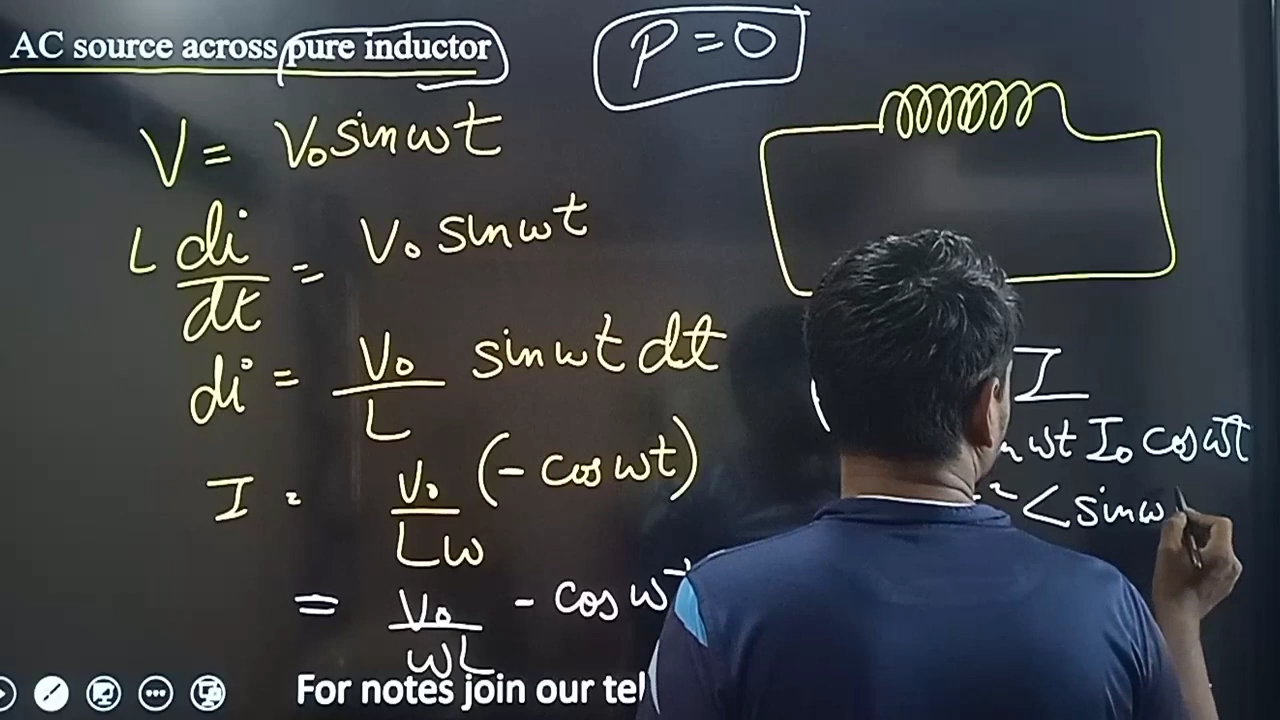 AC source across pure inductor
P = 0
V = V₀ sin ωt
L di/dt = V₀ sin ωt
di = V₀/L sin ωt dt
I = V₀/Lω (- cos ωt)
= V₀/ωL - cos ω
I
ωt I₀ cos ωt
< sin ω
For notes join our tel